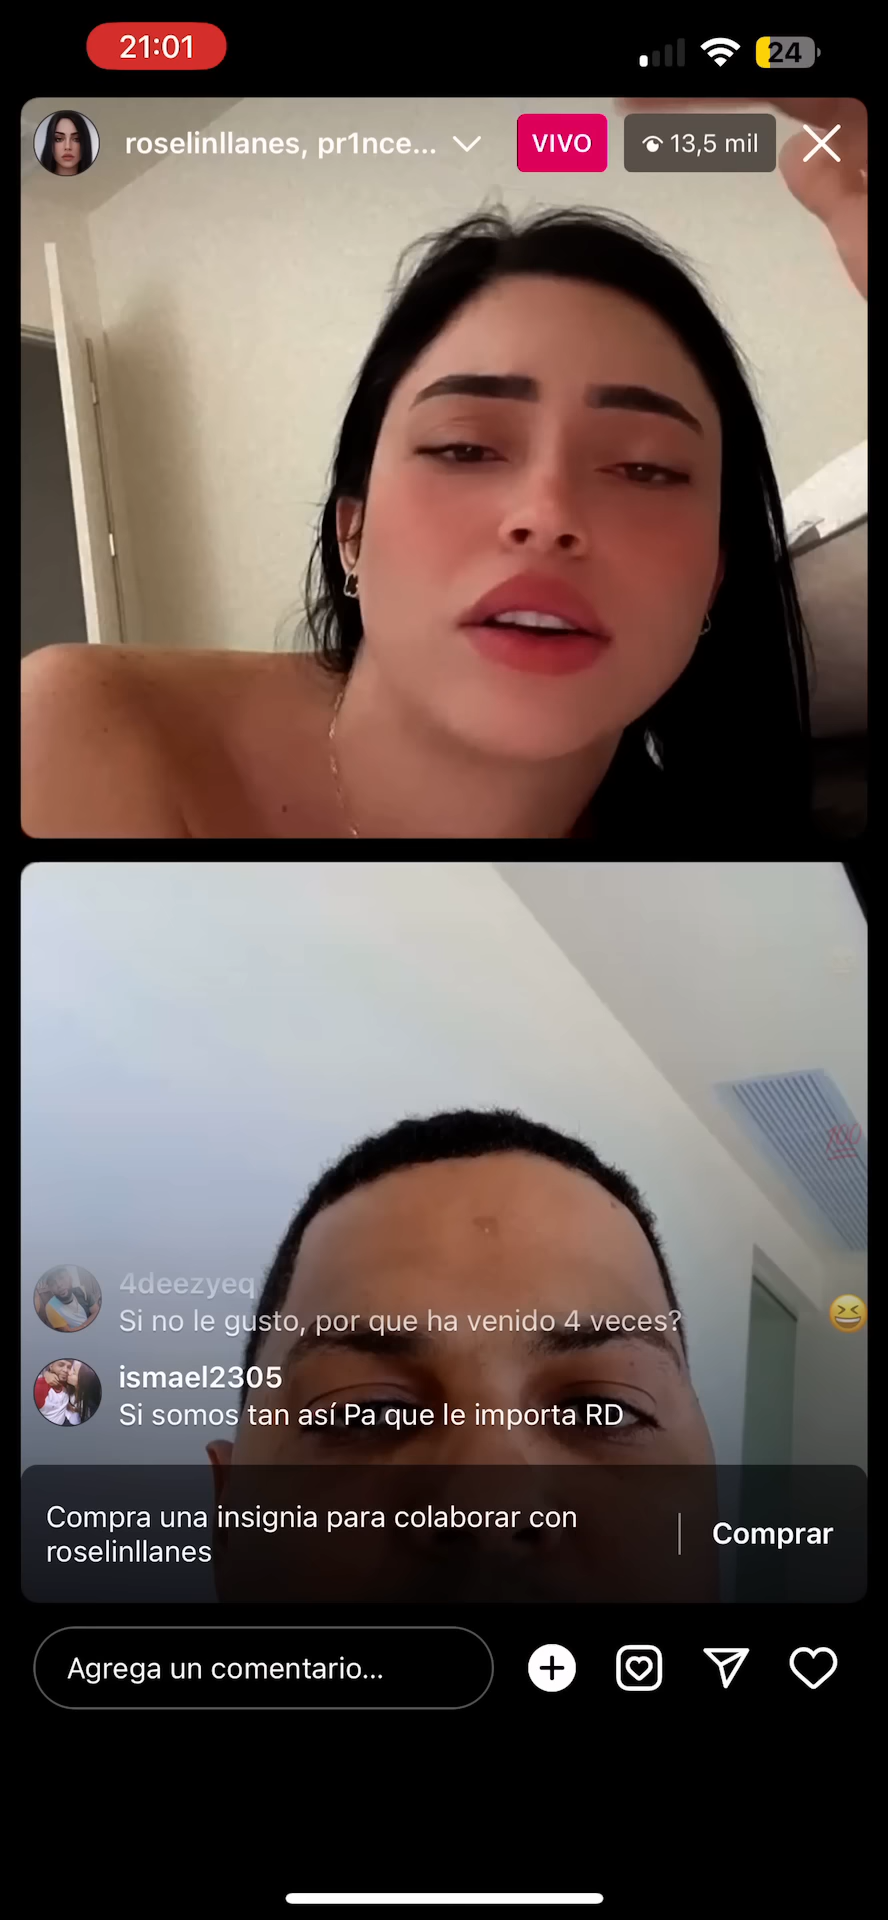 21:01
24
roselinllanes, pr1nce...
VIVO
13,5 mil
100
4deezyeq
Si no le gusto, por que ha venido 4 veces?
ismael2305
Si somos tan así Pa que le importa RD
Compra una insignia para colaborar con
roselinllanes
Comprar
Agrega un comentario...